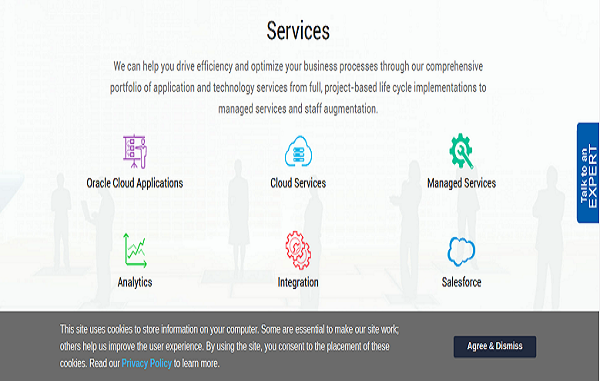 Services
We can help you drive efficiency and optimize your business processes through our comprehensive
portfolio of application and technology services from full, project-based life cycle implementations to
managed services and staff augmentation.
Oracle Cloud Applications
Cloud Services
Managed Services
Talk to an
EXPERT
Analytics
Integration
Salesforce
This site uses cookies to store information on your computer. Some are essential to make our site work;
others help us improve the user experience. By using the site, you consent to the placement of these
cookies. Read our Privacy Policy to learn more.
Agree & Dismiss